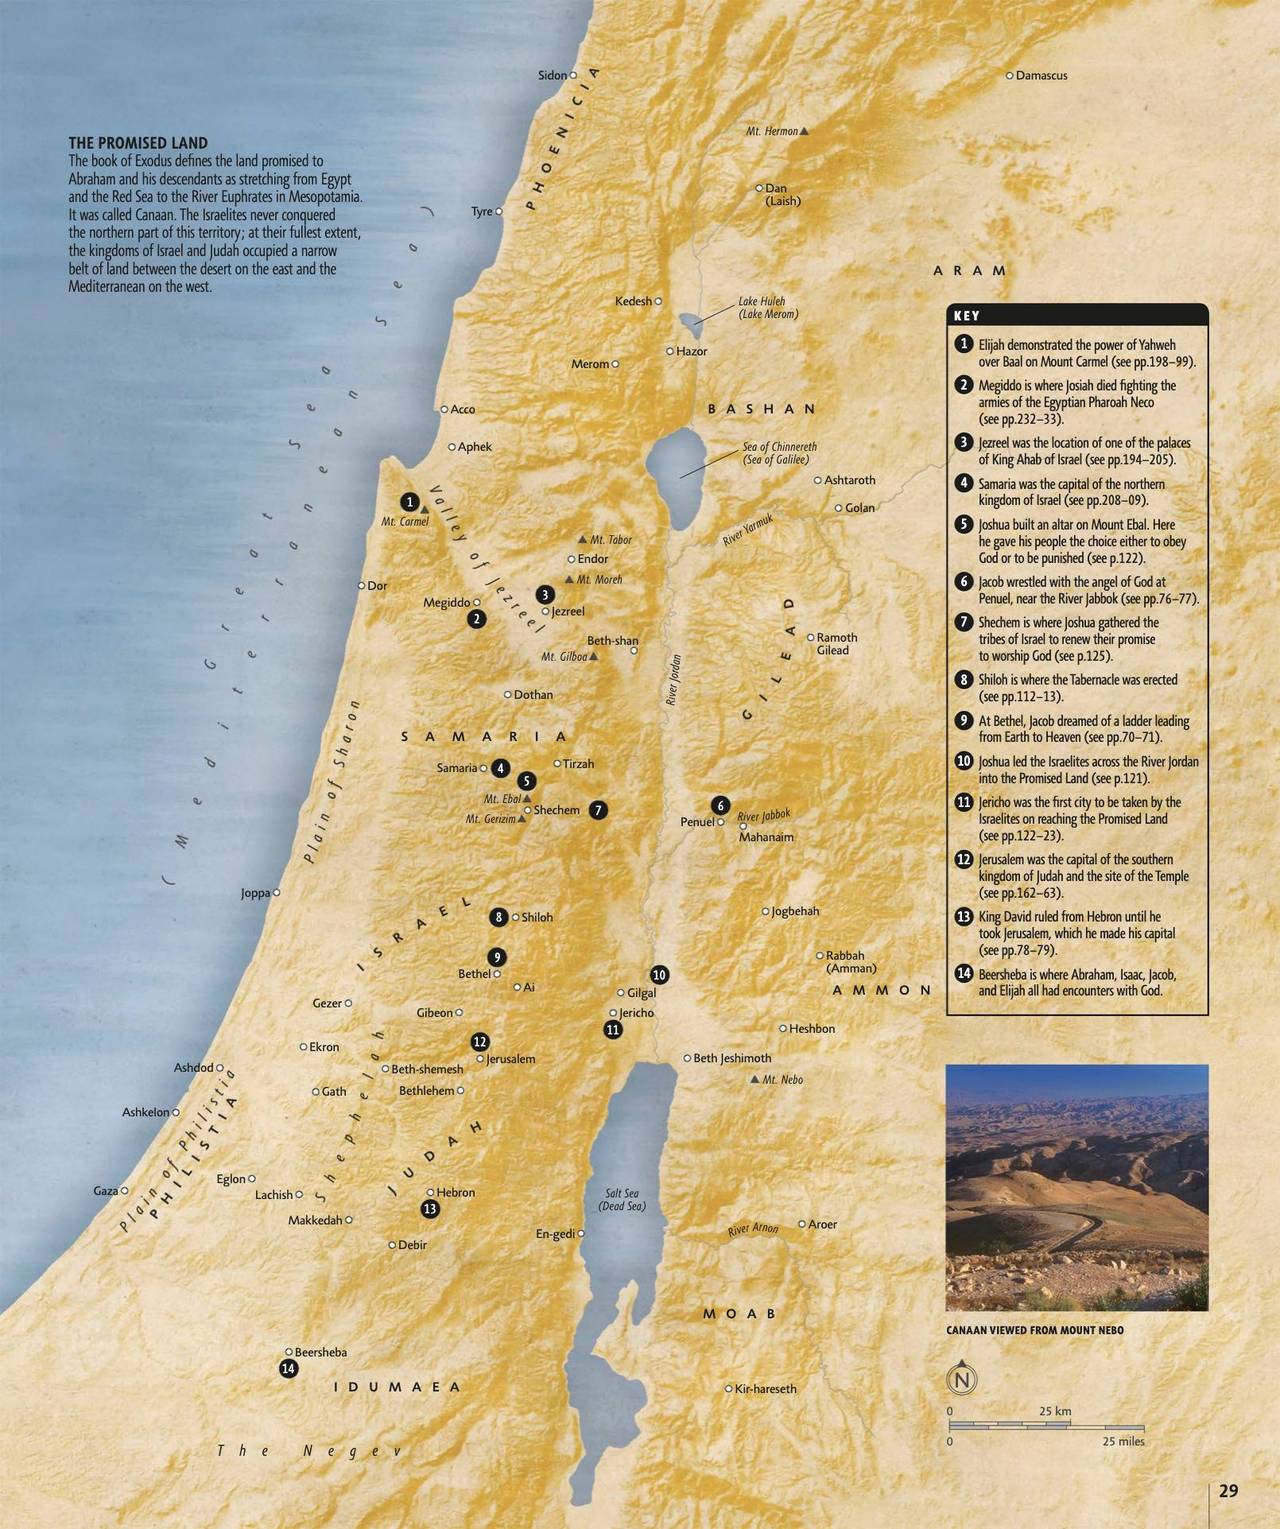 THE PROMISED LAND
The book of Exodus defines the land promised to
Abraham and his descendants as stretching from Egypt
and the Red Sea to the River Euphrates in Mesopotamia.
It was called Canaan. The Israelites never conquered
the northern part of this territory; at their fullest extent,
the kingdoms of Israel and Judah occupied a narrow
belt of land between the desert on the east and the
Mediterranean on the west.
Sidon
Damascus
PHOENICIA
Mt. Hermon
Dan
(Laish)
Tyre
ARAM
Kedesh
Lake Huleh
(Lake Merom)
Hazor
Merom
Acco
BASHAN
Aphek
Sea of Chinnereth
(Sea of Galilee)
Ashtaroth
Golan
Mt. Carmel
Valley of Jezreel
River Yarmuk
Mt. Tabor
Endor
Mt. Moreh
Dor
Megiddo
Jezreel
Beth-shan
Mt. Gilboa
Ramoth
Gilead
GILEAD
River Jordan
Great Sea
(Mediterranean Sea)
Dothan
Plain of Sharon
SAMARIA
Samaria
Tirzah
Mt. Ebal
Shechem
Mt. Gerizim
Penuel
River Jabbok
Mahanaim
Joppa
ISRAEL
Shiloh
Jogbehah
Bethel
Ai
Rabbah
(Amman)
AMMON
Gezer
Gibeon
Gilgal
Jericho
Heshbon
Ekron
Jerusalem
Beth Jeshimoth
Ashdod
Beth-shemesh
Mt. Nebo
Gath
Bethlehem
Ashkelon
Shephelah
Plain of Philistia
PHILISTIA
JUDAH
Gaza
Eglon
Lachish
Hebron
Salt Sea
(Dead Sea)
Makkedah
En-gedi
River Arnon
Aroer
Debir
MOAB
Beersheba
IDUMAEA
Kir-hareseth
The Negev
1
2
3
4
5
6
7
8
9
10
11
12
13
14
KEY
1 Elijah demonstrated the power of Yahweh
over Baal on Mount Carmel (see pp.198–99).
2 Megiddo is where Josiah died fighting the
armies of the Egyptian Pharoah Neco
(see pp.232–33).
3 Jezreel was the location of one of the palaces
of King Ahab of Israel (see pp.194–205).
4 Samaria was the capital of the northern
kingdom of Israel (see pp.208–09).
5 Joshua built an altar on Mount Ebal. Here
he gave his people the choice either to obey
God or to be punished (see p.122).
6 Jacob wrestled with the angel of God at
Penuel, near the River Jabbok (see pp.76–77).
7 Shechem is where Joshua gathered the
tribes of Israel to renew their promise
to worship God (see p.125).
8 Shiloh is where the Tabernacle was erected
(see pp.112–13).
9 At Bethel, Jacob dreamed of a ladder leading
from Earth to Heaven (see pp.70–71).
10 Joshua led the Israelites across the River Jordan
into the Promised Land (see p.121).
11 Jericho was the first city to be taken by the
Israelites on reaching the Promised Land
(see pp.122–23).
12 Jerusalem was the capital of the southern
kingdom of Judah and the site of the Temple
(see pp.162–63).
13 King David ruled from Hebron until he
took Jerusalem, which he made his capital
(see pp.78–79).
14 Beersheba is where Abraham, Isaac, Jacob,
and Elijah all had encounters with God.
CANAAN VIEWED FROM MOUNT NEBO
N
0 25 km
0 25 miles
29